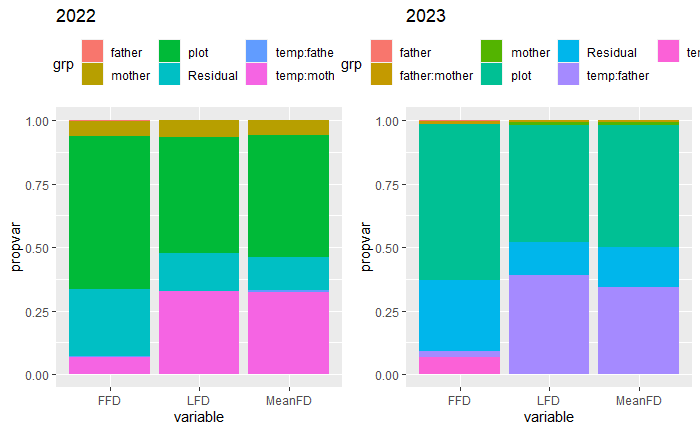 2022
grp
father
plot
temp:fathe
mother
Residual
temp:moth
1.00
0.75
0.50
0.25
0.00
propvar
FFD
LFD
MeanFD
variable
2023
grp
father
mother
Residual
father:mother
plot
temp:father
1.00
0.75
0.50
0.25
0.00
propvar
FFD
LFD
MeanFD
variable